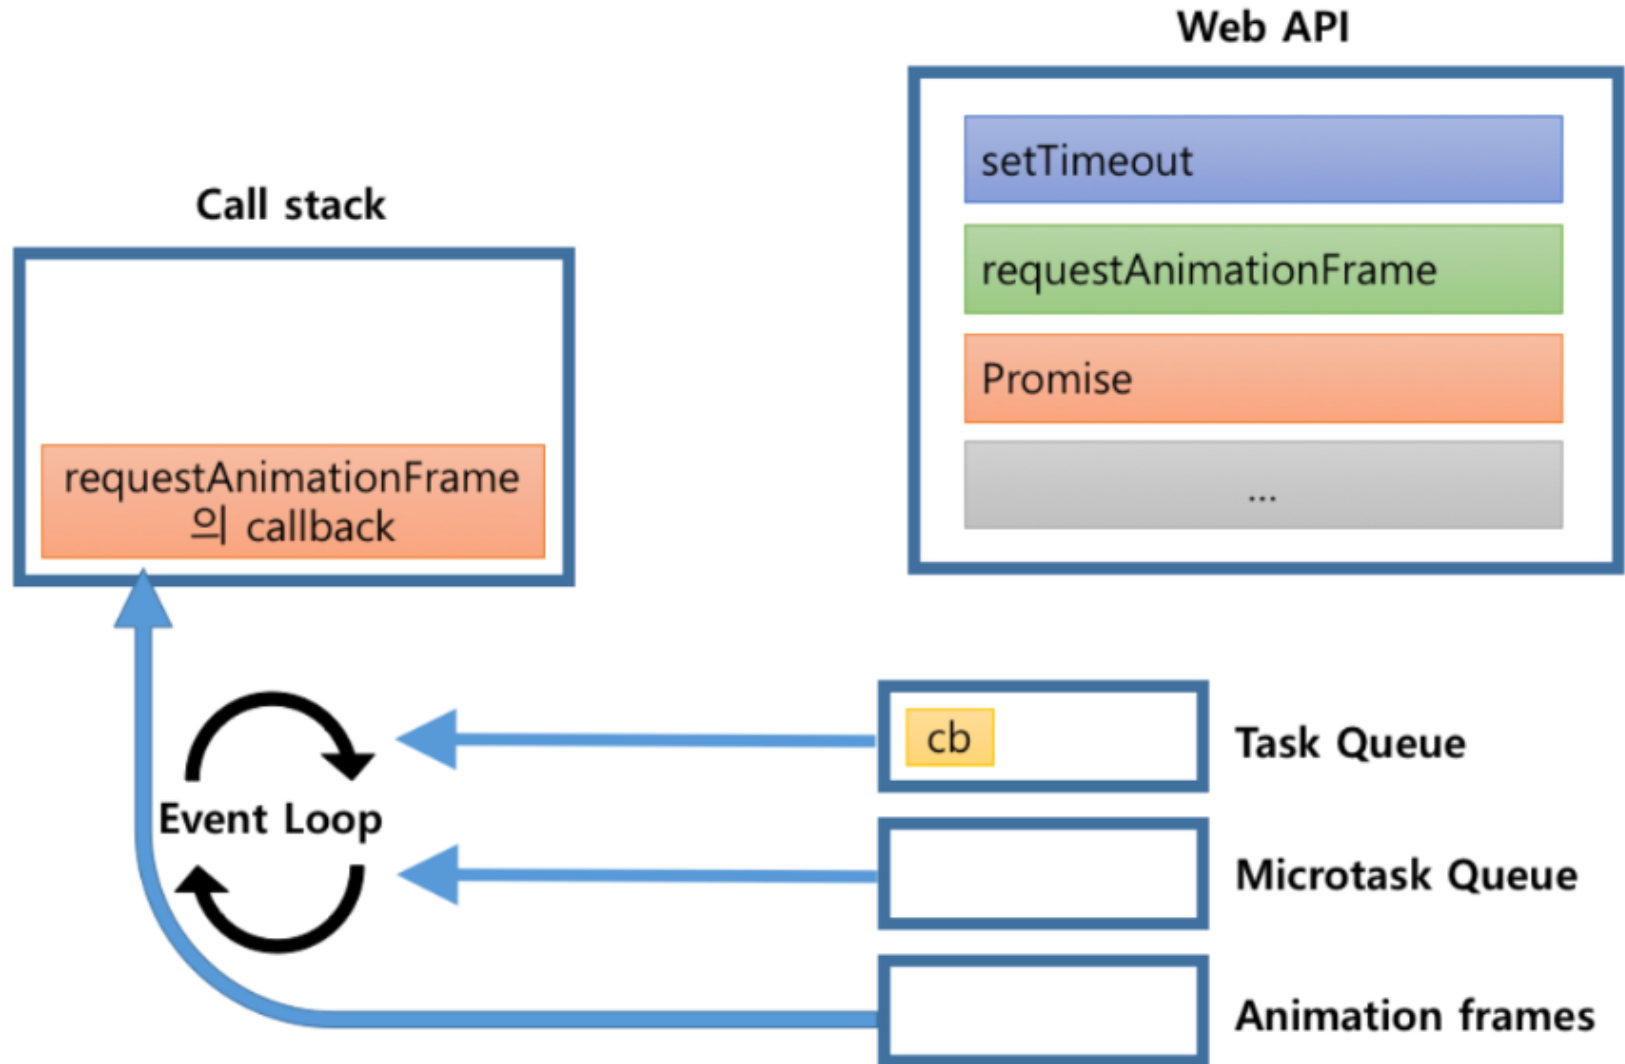 Web API
setTimeout
requestAnimationFrame
Promise
...
Call stack
requestAnimationFrame
의 callback
Event Loop
cb
Task Queue
Microtask Queue
Animation frames